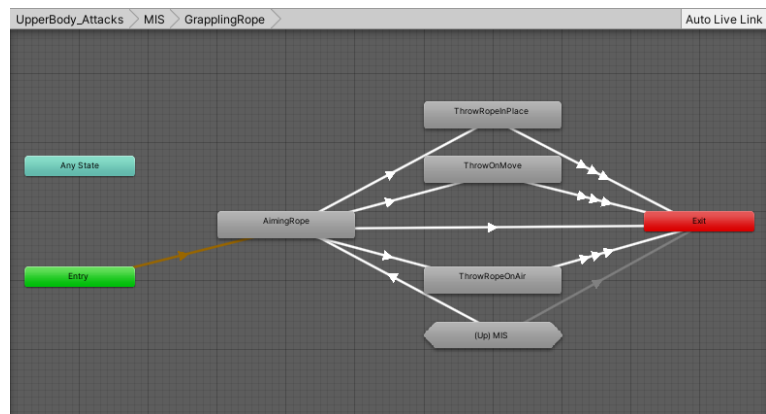 UpperBody_Attacks MIS GrapplingRope Auto Live Link
ThrowRopeInPlace
Any State
ThrowOnMove
AimingRope
Exit
Entry
ThrowRopeOnAir
(Up) MIS